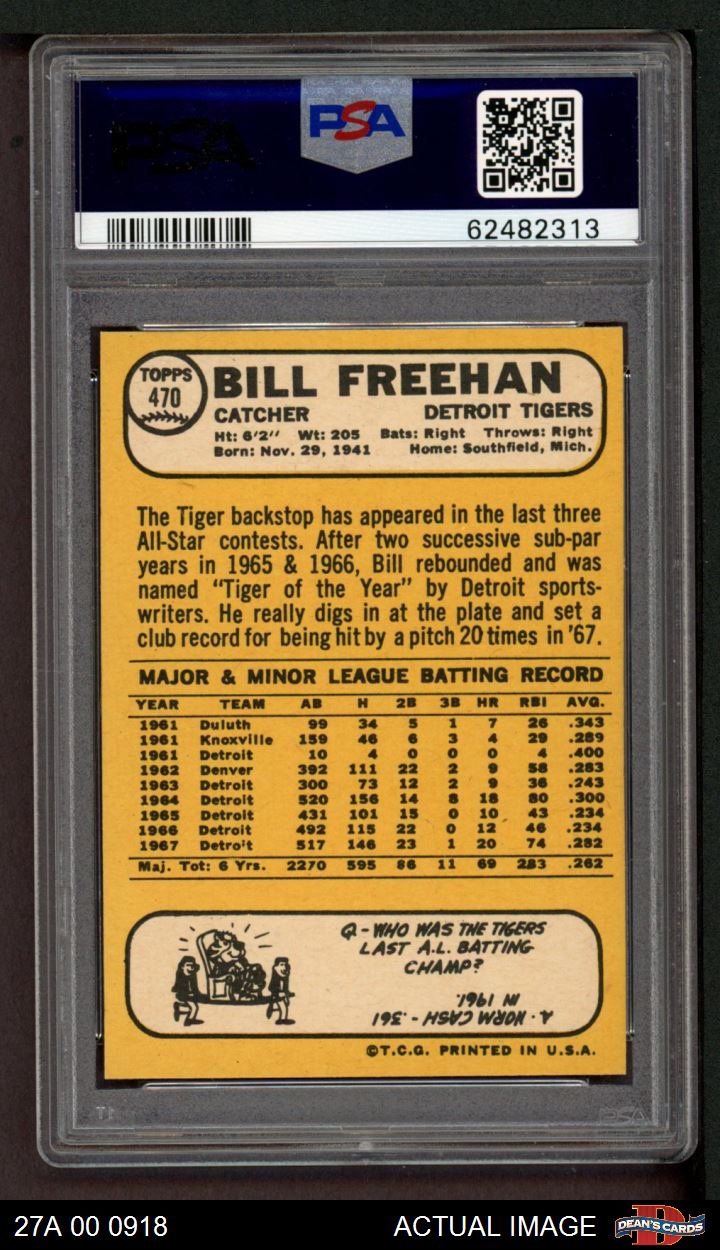 PSA
PSA
62482313
TOPPS
470
BILL FREEHAN
CATCHER DETROIT TIGERS
Ht: 6'2" Wt: 205 Bats: Right Throws: Right
Born: Nov. 29, 1941 Home: Southfield, Mich.
The Tiger backstop has appeared in the last three
All-Star contests. After two successive sub-par
years in 1965 & 1966, Bill rebounded and was
named "Tiger of the Year" by Detroit sports-
writers. He really digs in at the plate and set a
club record for being hit by a pitch 20 times in '67.
MAJOR & MINOR LEAGUE BATTING RECORD
YEAR TEAM AB H 2B 3B HR RBI AVG.
1961 Duluth 99 34 5 1 7 26 .343
1961 Knoxville 159 46 6 3 4 29 .289
1961 Detroit 10 4 0 0 0 4 .400
1962 Denver 392 111 22 2 9 58 .283
1963 Detroit 300 73 12 2 9 36 .243
1964 Detroit 520 156 14 8 18 80 .300
1965 Detroit 431 101 15 0 10 43 .234
1966 Detroit 492 115 22 0 12 46 .234
1967 Detroit 517 146 23 1 20 74 .282
Maj. Tot: 6 Yrs. 2270 595 86 11 69 283 .262
Q-WHO WAS THE TIGERS
LAST A.L. BATTING
CHAMP?
A. NORM CASH - .361
IN 1961.
©T.C.G. PRINTED IN U.S.A.
PSA
27A 00 0918 ACTUAL IMAGE DEAN'S CARDS